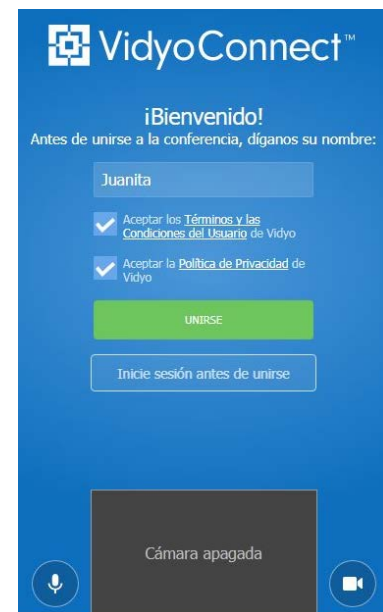 VidyoConnect™
¡Bienvenido!
Antes de unirse a la conferencia, díganos su nombre:
Juanita
Aceptar los Términos y las
Condiciones del Usuario de Vidyo
Aceptar la Política de Privacidad de
Vidyo
UNIRSE
Inicie sesión antes de unirse
Cámara apagada